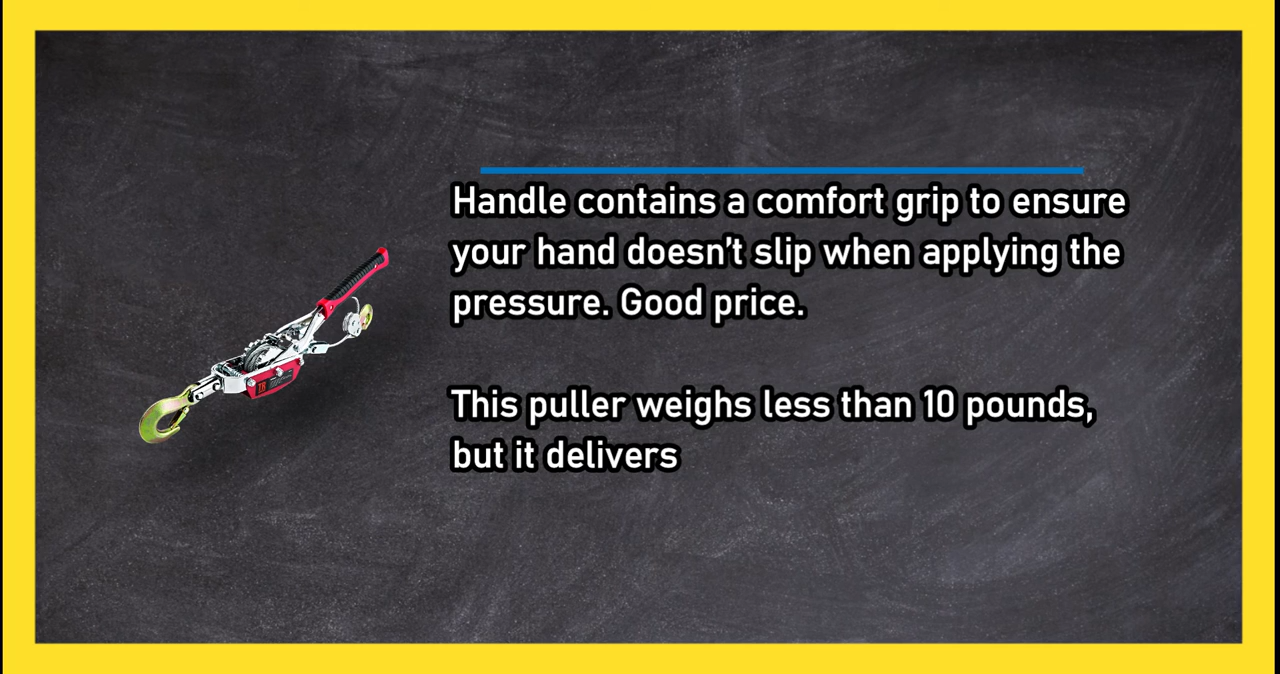 Handle contains a comfort grip to ensure
your hand doesn't slip when applying the
pressure. Good price.
This puller weighs less than 10 pounds,
but it delivers